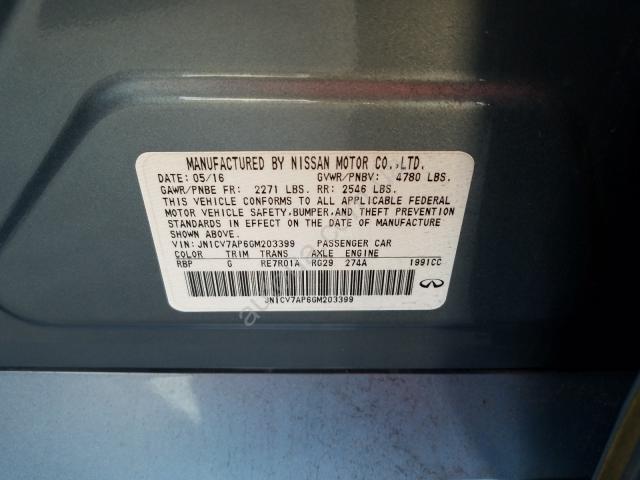 MANUFACTURED BY NISSAN MOTOR CO.,LTD.
DATE: 05/16 GVWR/PNBV: 4780 LBS.
GAWR/PNBE FR: 2271 LBS. RR: 2546 LBS.
THIS VEHICLE CONFORMS TO ALL APPLICABLE FEDERAL
MOTOR VEHICLE SAFETY,BUMPER,AND THEFT PREVENTION
STANDARDS IN EFFECT ON THE DATE OF MANUFACTURE
SHOWN ABOVE.
VIN: JN1CV7AP6GM203399 PASSENGER CAR
COLOR TRIM TRANS AXLE ENGINE
RBP G RE7R01A RG29 274A 1991CC
JN1CV7AP6GM203399